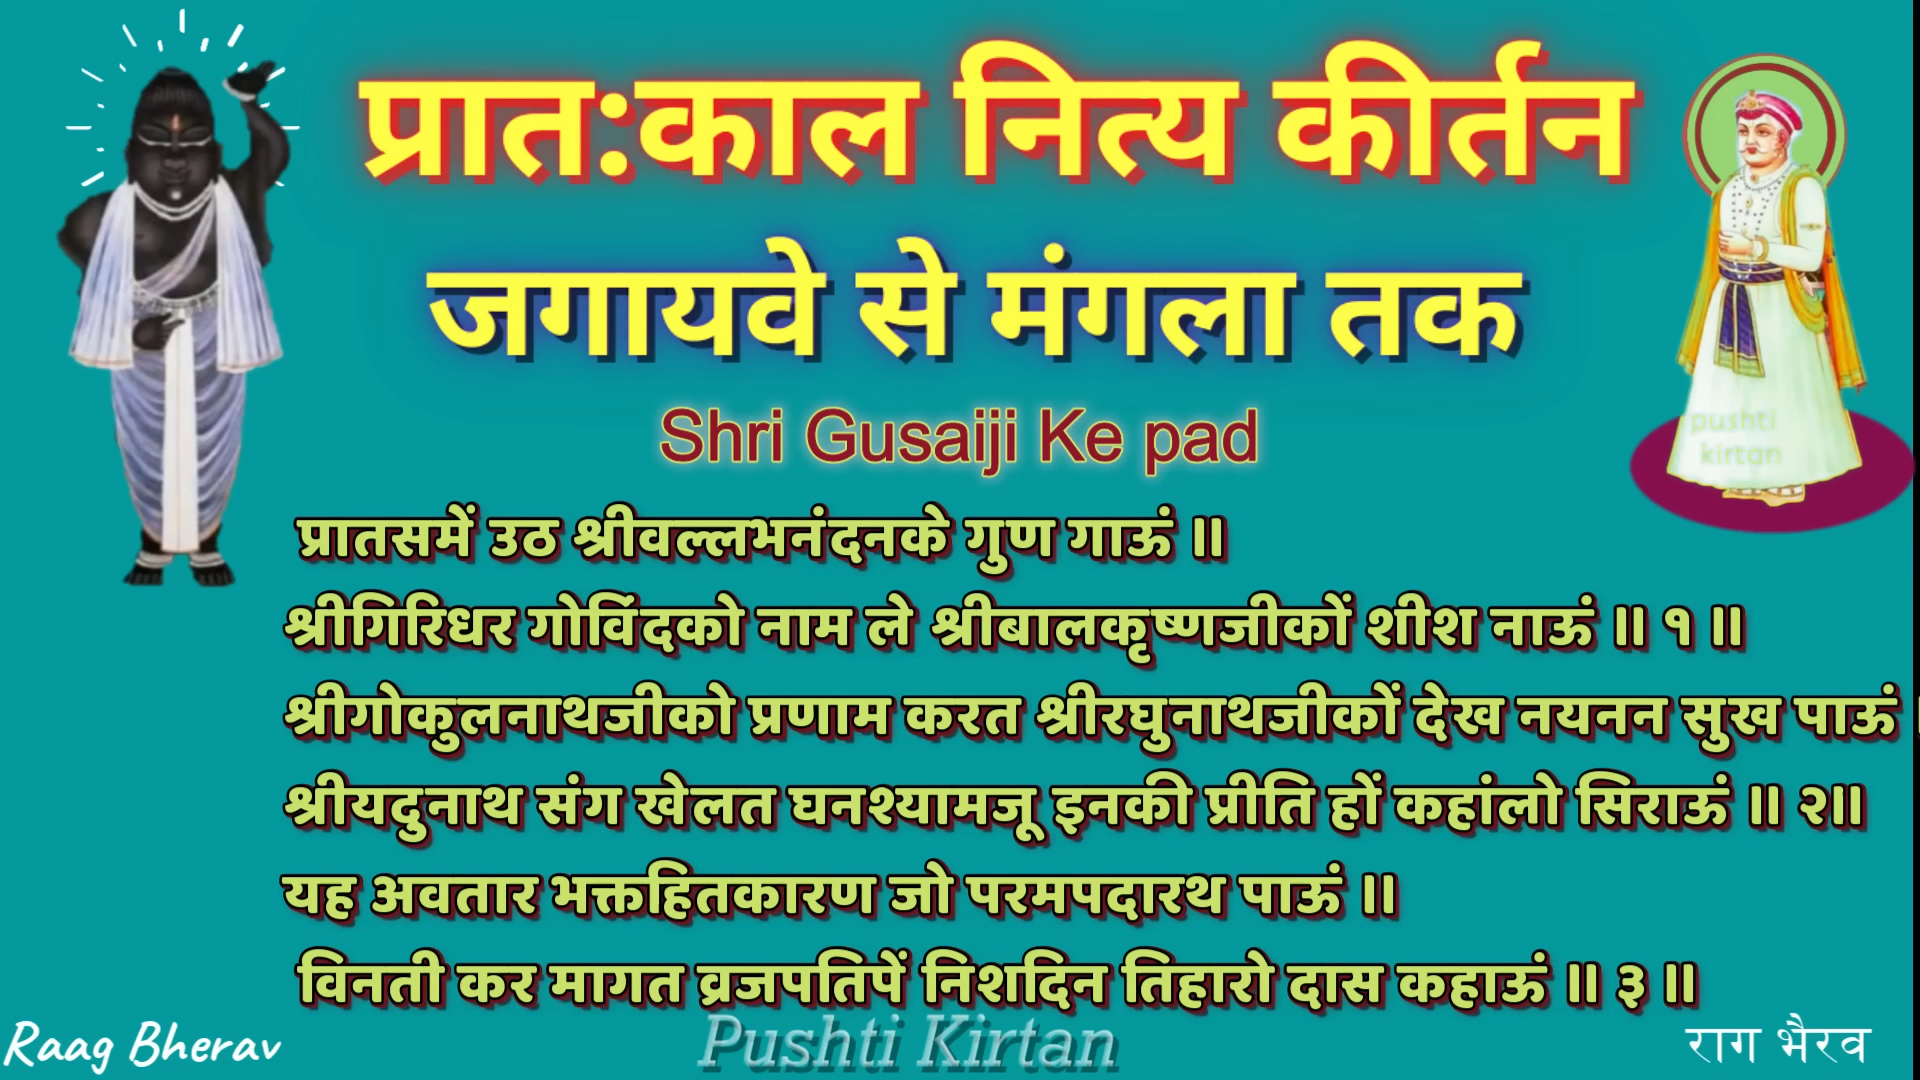 प्रात:काल नित्य कीर्तन
जगायवे से मंगला तक
Shri Gusaiji Ke pad
pushti
kirtan
प्रातसमें उठ श्रीवल्लभनंदनके गुण गाऊं ॥
श्रीगिरिधर गोविंदको नाम ले श्रीबालकृष्णजीकों शीश नाऊं ॥ १ ॥
श्रीगोकुलनाथजीको प्रणाम करत श्रीरघुनाथजीकों देख नयनन सुख पाऊं
श्रीयदुनाथ संग खेलत घनश्यामजू इनकी प्रीति हों कहांलो सिराऊं ॥ २॥
यह अवतार भक्तहितकारण जो परमपदारथ पाऊं ॥
विनती कर मागत व्रजपतिपें निशदिन तिहारो दास कहाऊं ॥ ३ ॥
Raag Bherav
Pushti Kirtan
राग भैरव